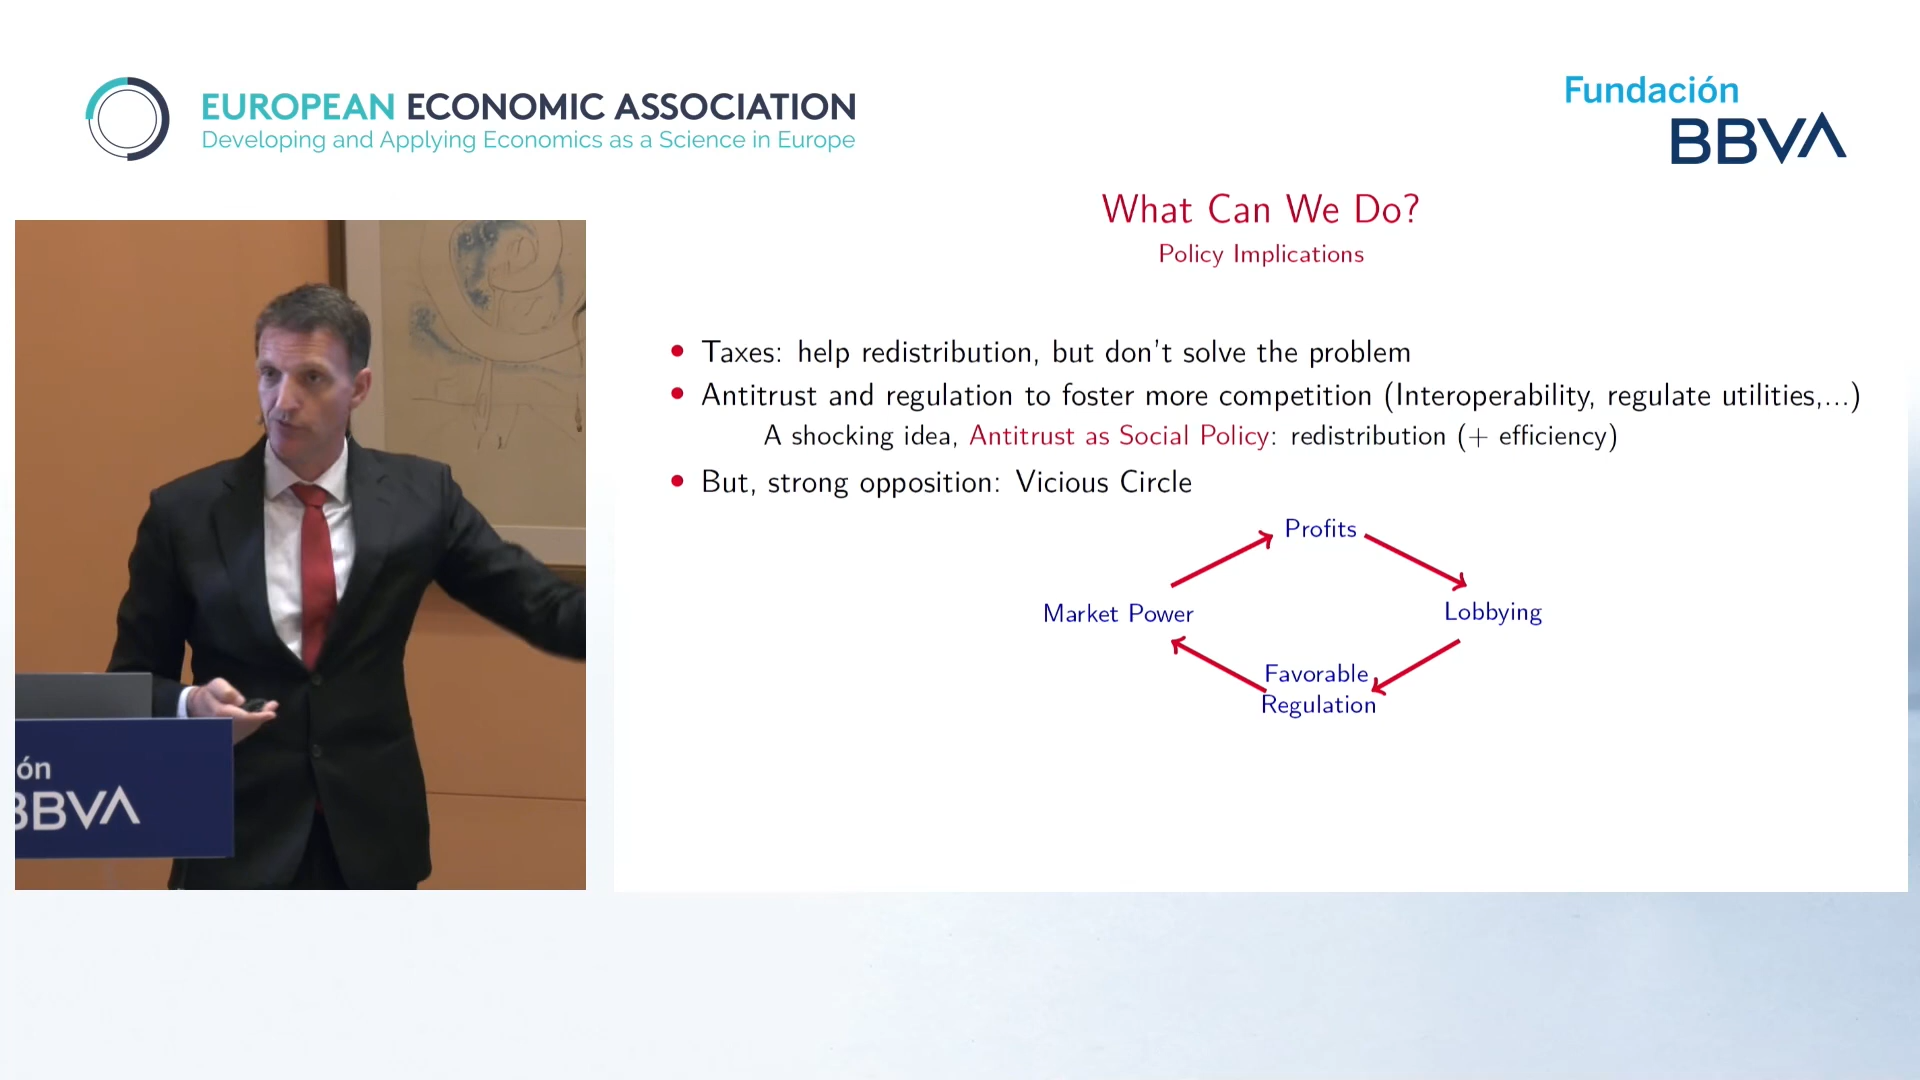 EUROPEAN ECONOMIC ASSOCIATION
Developing and Applying Economics as a Science in Europe
Fundación
BBVA
What Can We Do?
Policy Implications
• Taxes: help redistribution, but don't solve the problem
• Antitrust and regulation to foster more competition (Interoperability, regulate utilities,...)
A shocking idea, Antitrust as Social Policy: redistribution (+ efficiency)
• But, strong opposition: Vicious Circle
Profits
Market Power
Lobbying
Favorable
Regulation
ón
BBVA